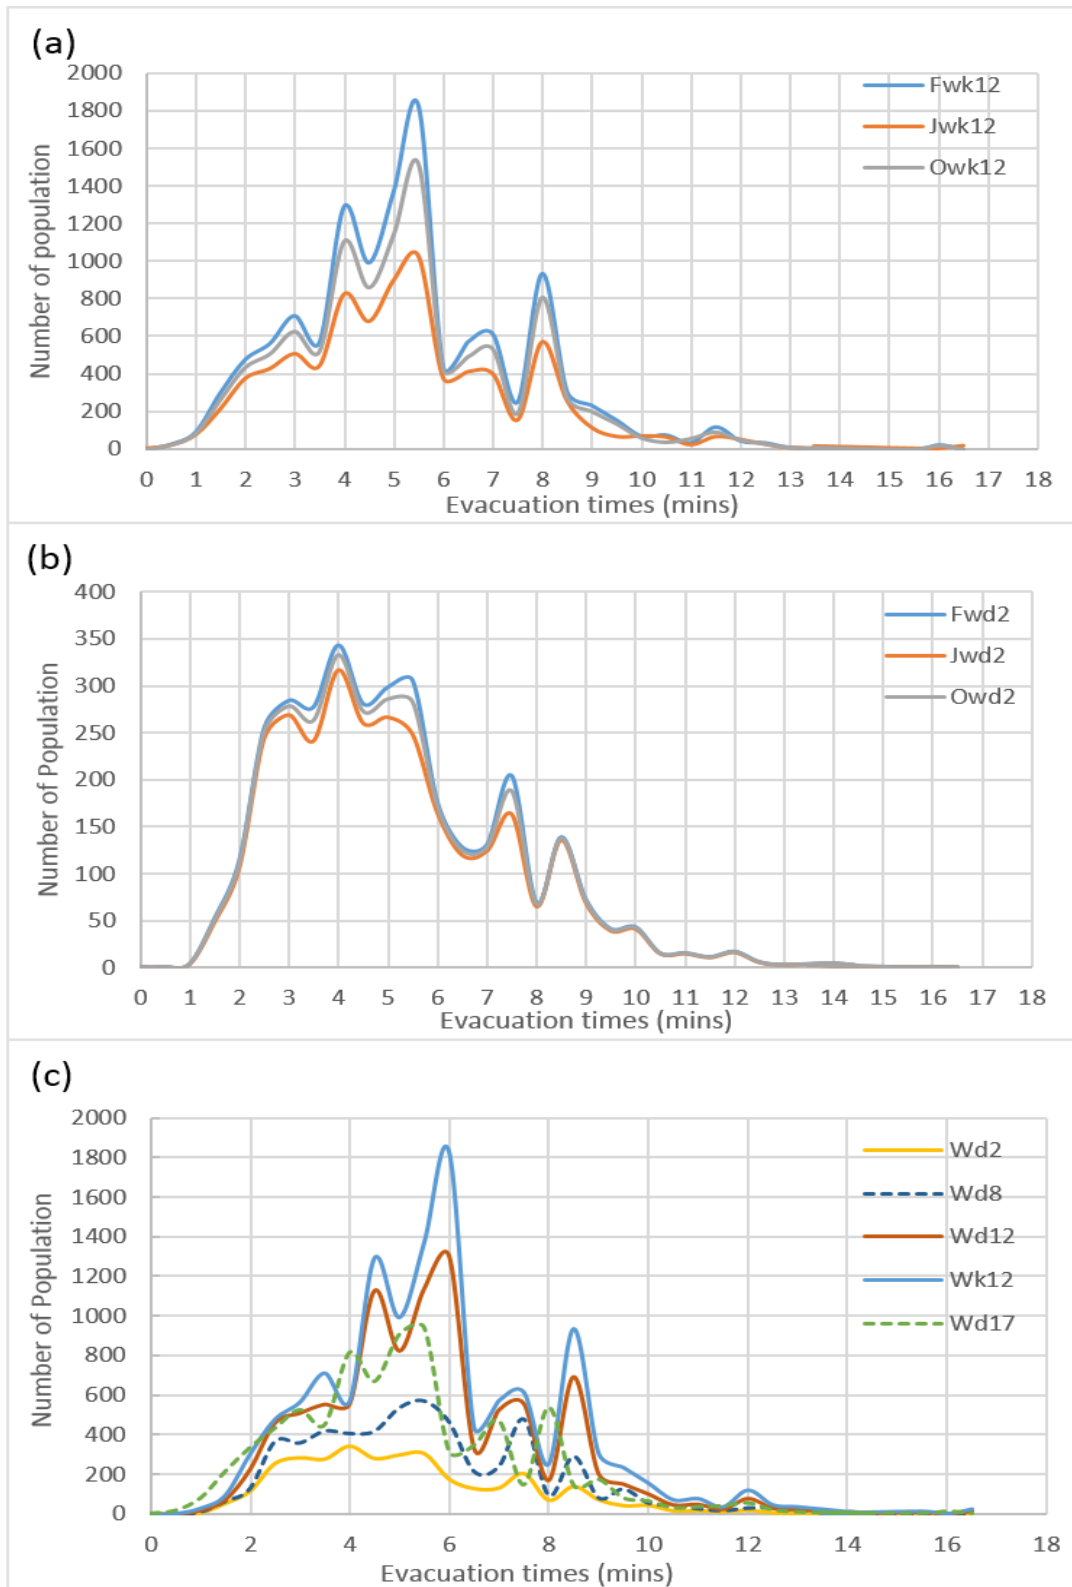 (a)
2000
1800
1600
1400
1200
1000
800
600
400
200
0
Number of population
Fwk12
Jwk12
Owk12
0 1 2 3 4 5 6 7 8 9 10 11 12 13 14 15 16 17 18
Evacuation times (mins)
(b)
400
350
300
250
200
150
100
50
0
Number of Population
Fwd2
Jwd2
Owd2
0 1 2 3 4 5 6 7 8 9 10 11 12 13 14 15 16 17 18
Evacuation times (mins)
(c)
2000
1800
1600
1400
1200
1000
800
600
400
200
0
Number of Population
Wd2
Wd8
Wd12
Wk12
Wd17
0 2 4 6 8 10 12 14 16 18
Evacuation times (mins)